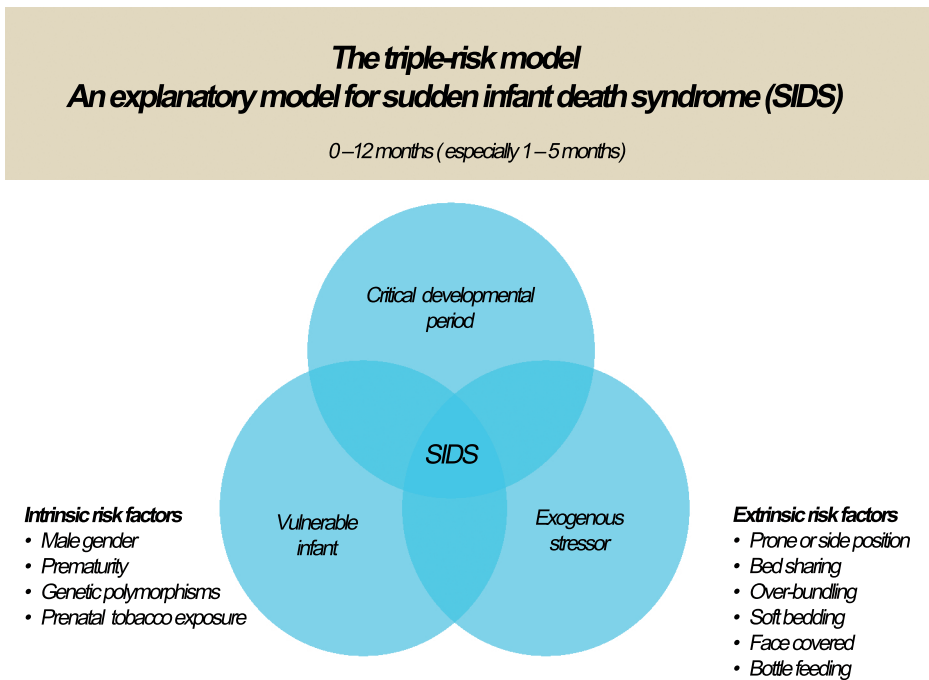 The triple-risk model
An explanatory model for sudden infant death syndrome (SIDS)
0–12 months ( especially 1 – 5 months)
Critical developmental
period
SIDS
Vulnerable
infant
Exogenous
stressor
Intrinsic risk factors
• Male gender
• Prematurity
• Genetic polymorphisms
• Prenatal tobacco exposure
Extrinsic risk factors
• Prone or side position
• Bed sharing
• Over-bundling
• Soft bedding
• Face covered
• Bottle feeding